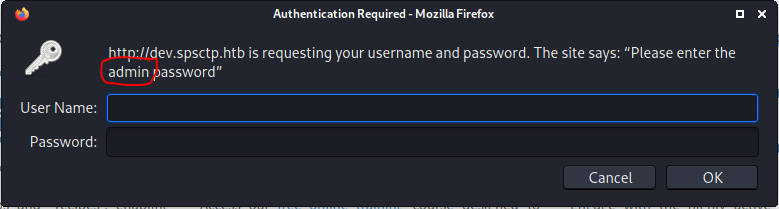 Authentication Required - Mozilla Firefox
http://dev.spsctp.htb is requesting your username and password. The site says: “Please enter the
admin password”
User Name:
Password:
Cancel OK